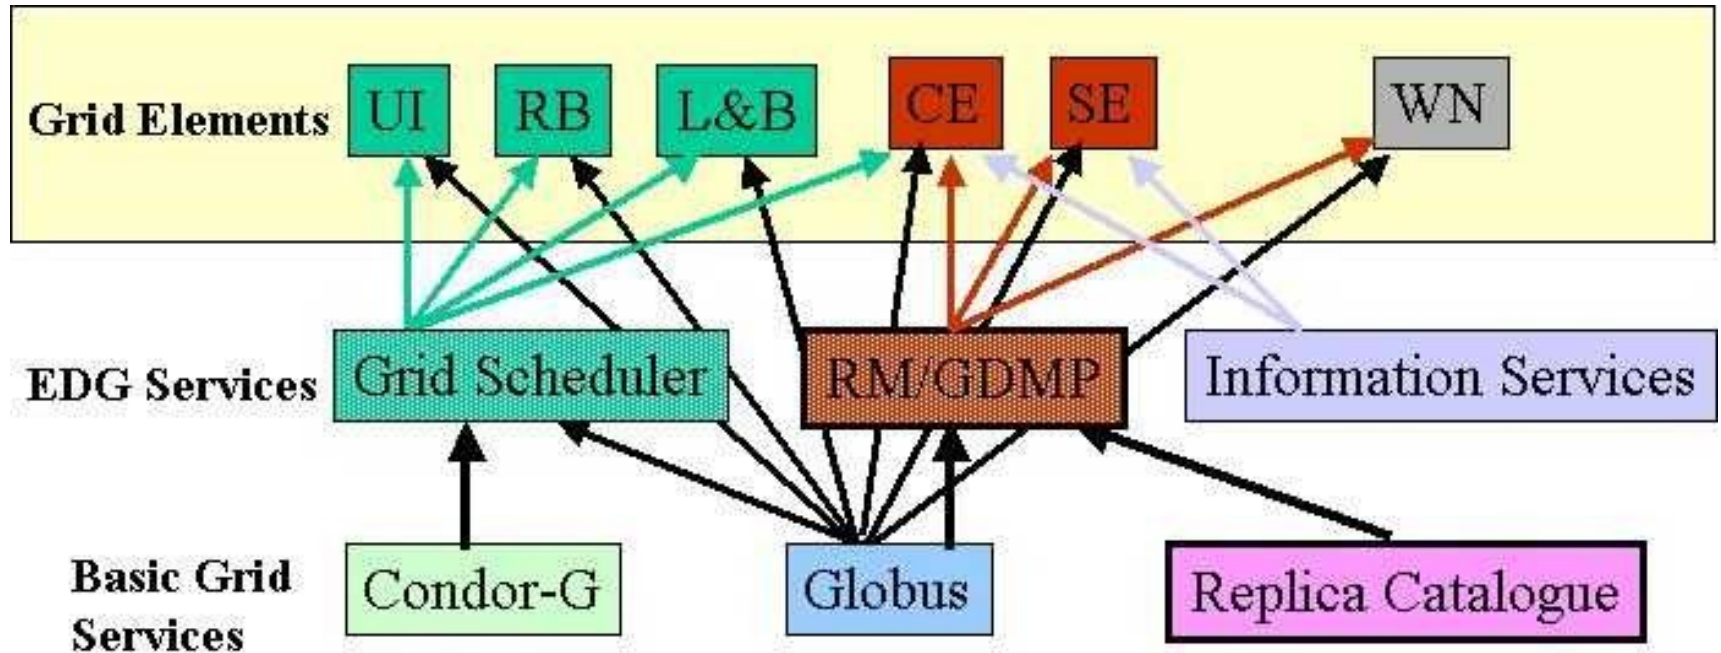 Grid Elements
UI
RB
L&B
CE
SE
WN
EDG Services
Grid Scheduler
RM/GDMP
Information Services
Basic Grid
Services
Condor-G
Globus
Replica Catalogue